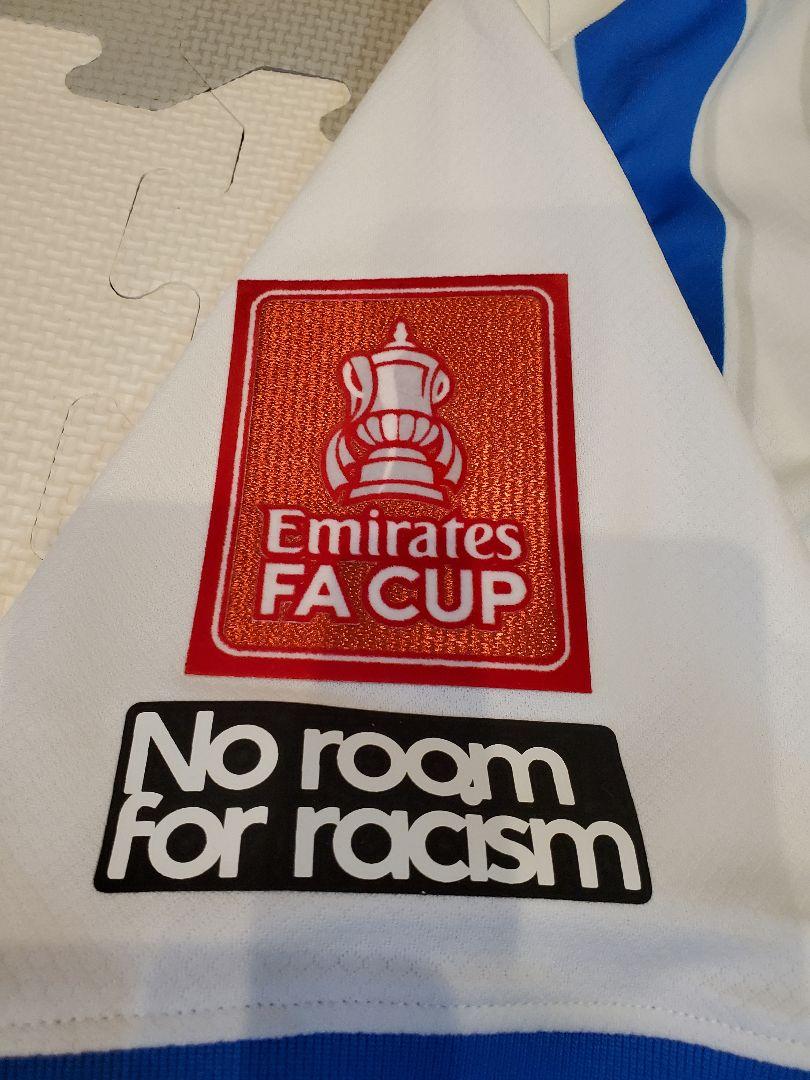 Emirates
FA CUP
No room
for racism